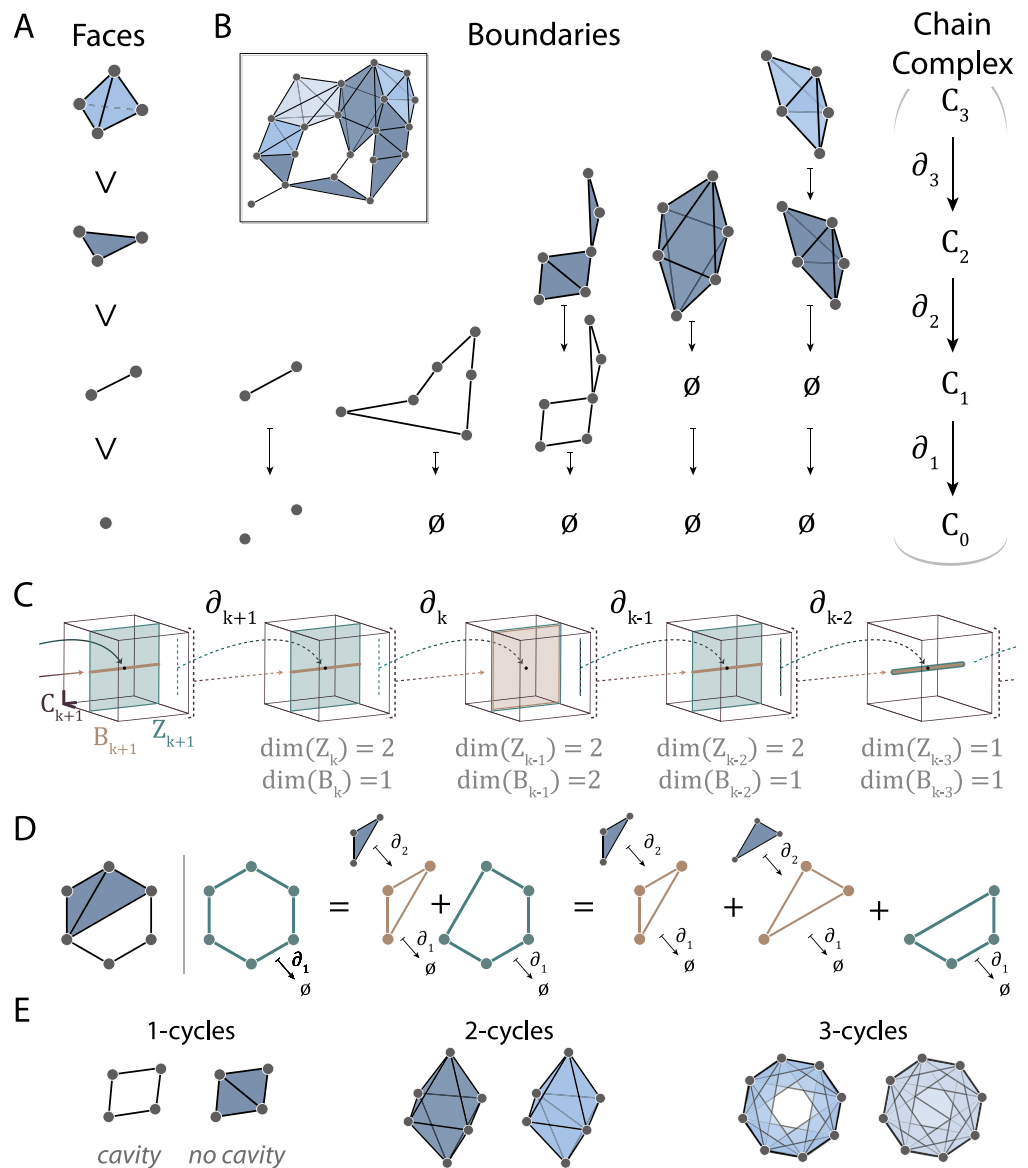 A
Faces
B
Boundaries
Chain
Complex
C₃
∂₃
C₂
∂₂
C₁
∂₁
C₀
∨
∨
∨
∅ ∅
∅ ∅ ∅ ∅
C
∂ₖ₊₁ ∂ₖ ∂ₖ₋₁ ∂ₖ₋₂
Cₖ₊₁
Bₖ₊₁
Zₖ₊₁
dim(Zₖ) = 2
dim(Bₖ) = 1
dim(Zₖ₋₁) = 2
dim(Bₖ₋₁) = 2
dim(Zₖ₋₂) = 2
dim(Bₖ₋₂) = 1
dim(Zₖ₋₃) = 1
dim(Bₖ₋₃) = 1
D
∂₂ ∂₂ ∂₂
= + = + +
∂₁ ∂₁ ∂₁ ∂₁ ∂₁ ∂₁
∅ ∅ ∅ ∅ ∅ ∅
E
1-cycles
2-cycles
3-cycles
cavity
no cavity